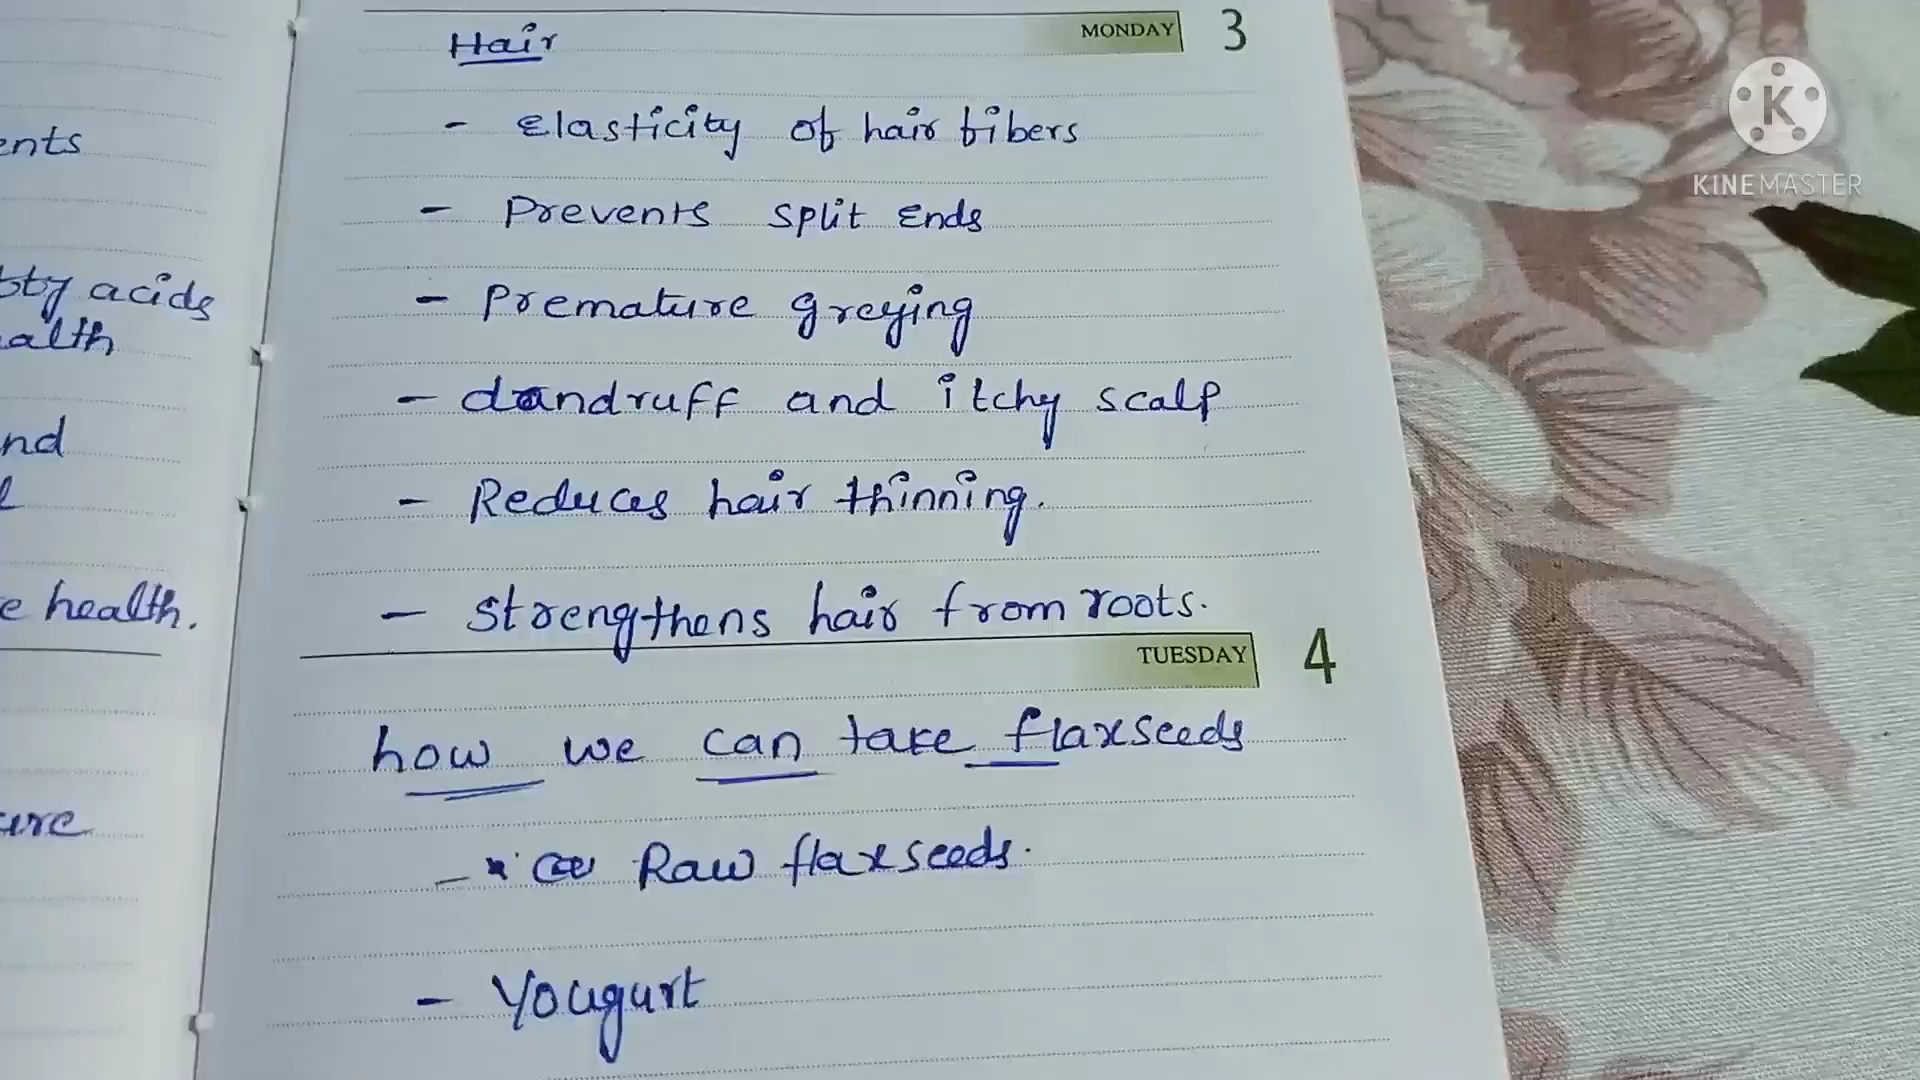 ents
acids
alth
nd
e health.
ure
Hair
MONDAY 3
- Elasticity of hair fibers
- Prevents split Ends
- Premature greying
- dandruff and itchy scalp
- Reduces hair thinning.
- Strengthens hair from roots.
TUESDAY 4
how we can take flaxseeds
- Raw flaxseeds.
- Yougurt
K
KINEMASTER